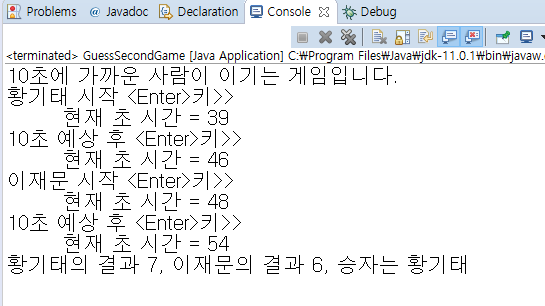 Problems @ Javadoc Declaration Console Debug
<terminated> GuessSecondGame [Java Application] C:₩Program Files₩Java₩jdk-11.0.1₩bin₩javaw.
10초에 가까운 사람이 이기는 게임입니다.
황기태 시작 <Enter>키>>
현재 초 시간 = 39
10초 예상 후 <Enter>키>>
현재 초 시간 = 46
이재문 시작 <Enter>키>>
현재 초 시간 = 48
10초 예상 후 <Enter>키>>
현재 초 시간 = 54
황기태의 결과 7, 이재문의 결과 6, 승자는 황기태